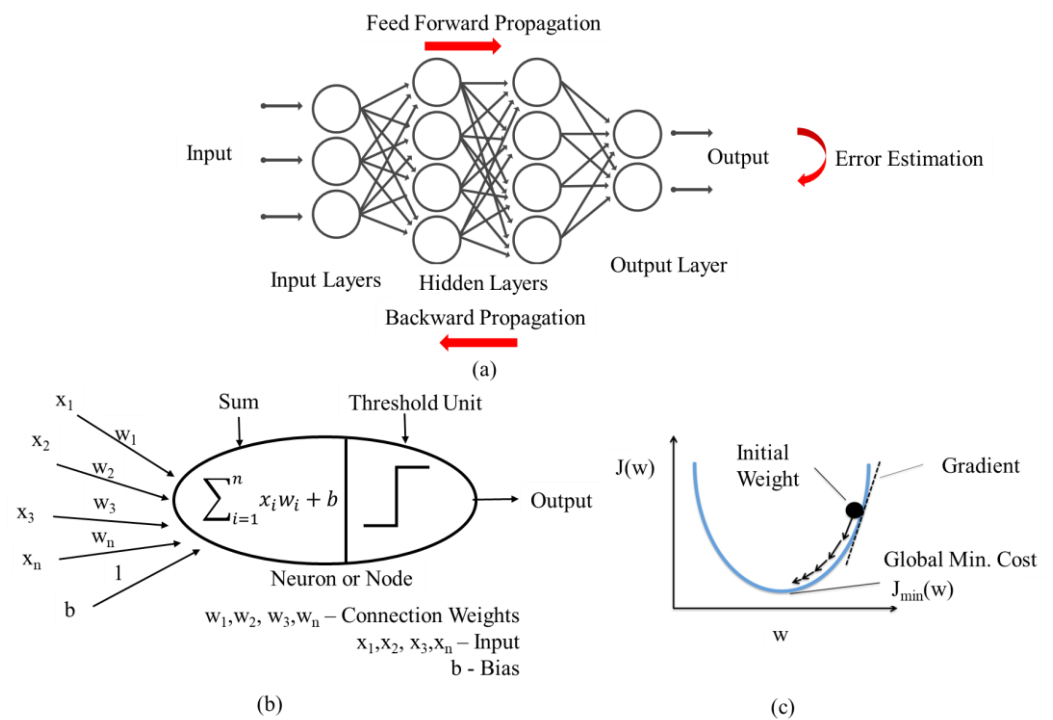 Feed Forward Propagation
Input
Output
Error Estimation
Input Layers
Hidden Layers
Output Layer
Backward Propagation
(a)
x₁
x₂
x₃
xₙ
b
w₁
w₂
w₃
wₙ
1
Sum
Threshold Unit
∑ⁿᵢ₌₁ xᵢwᵢ + b
Output
Neuron or Node
w₁,w₂, w₃,wₙ – Connection Weights
x₁,x₂, x₃,xₙ – Input
b - Bias
(b)
J(w)
Initial
Weight
Gradient
Global Min. Cost
Jₘᵢₙ(w)
w
(c)